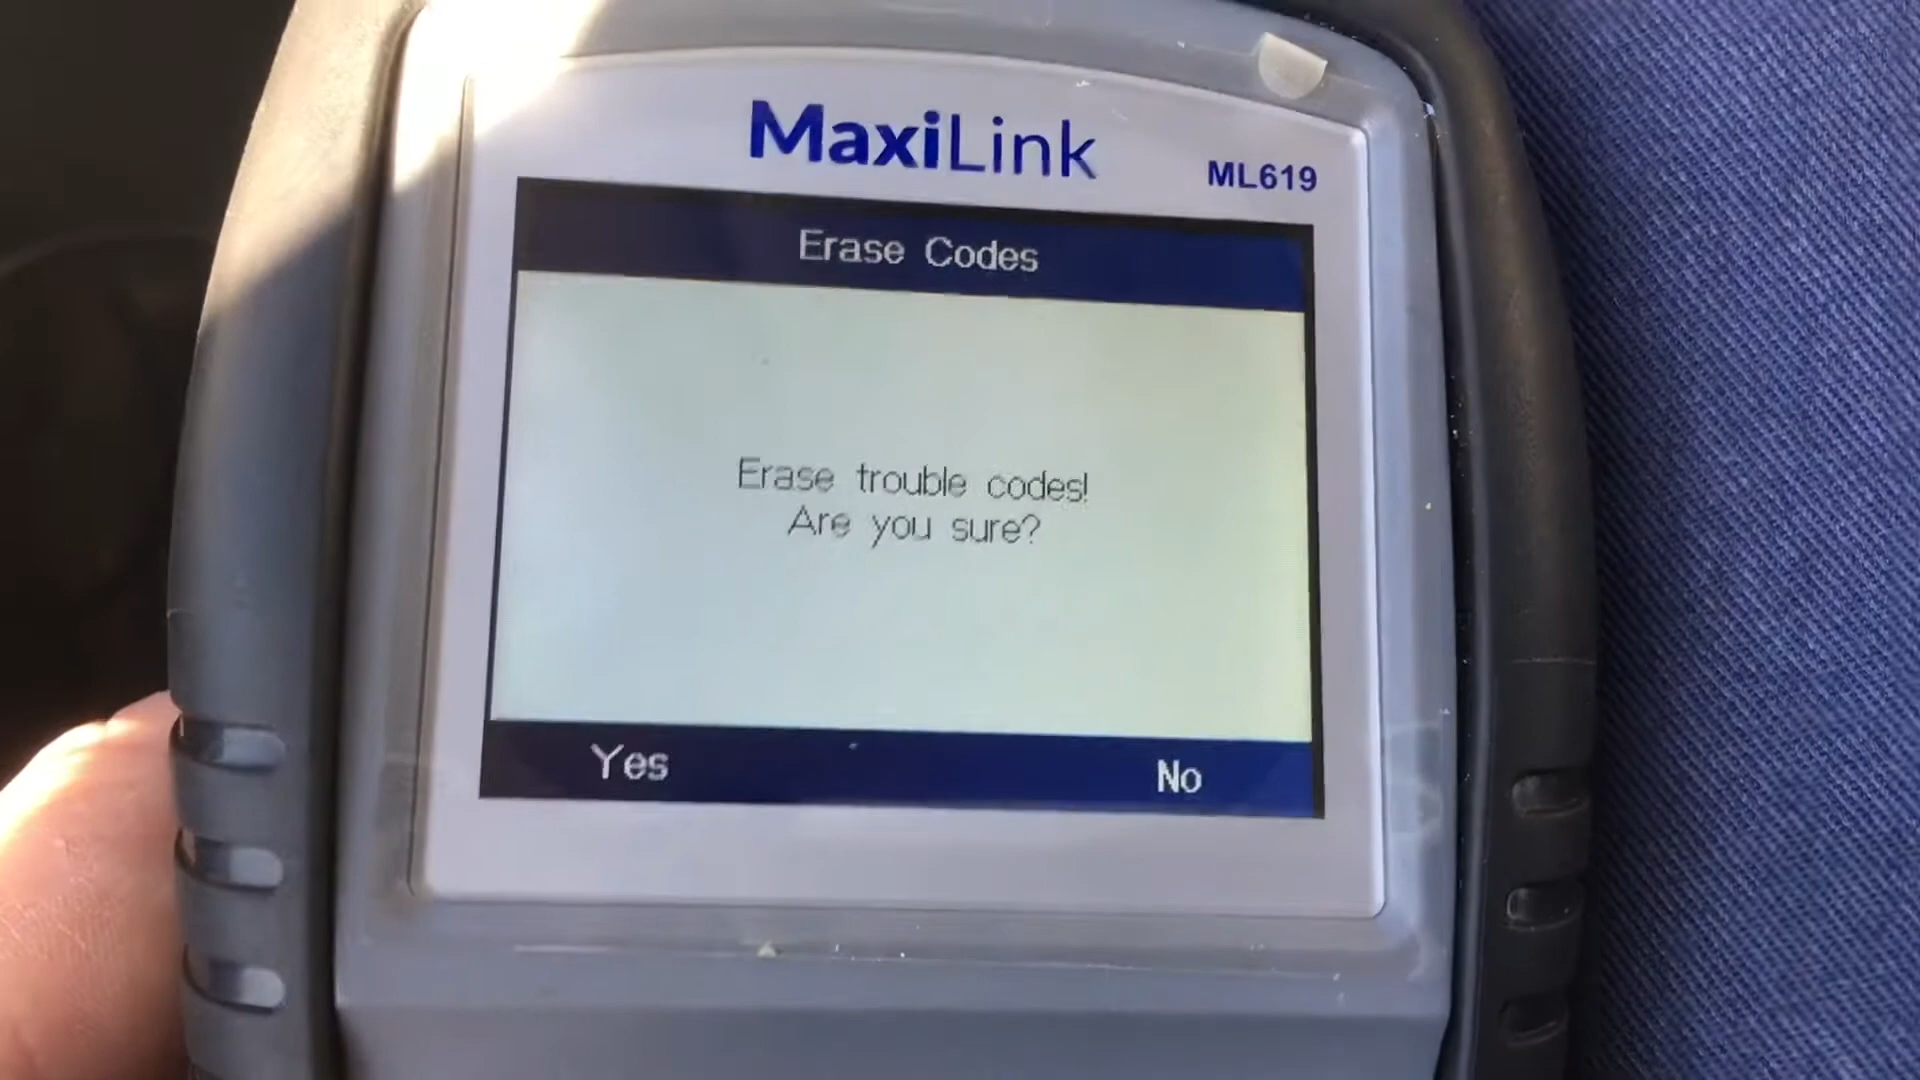 MaxiLink
ML619
Erase Codes
Erase trouble codes!
Are you sure?
Yes No